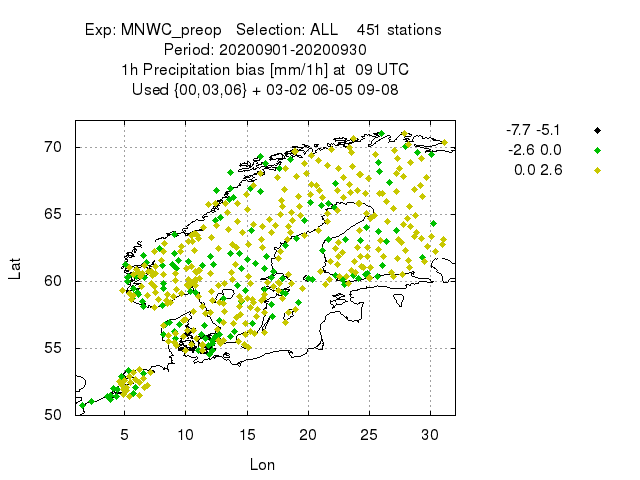 Exp: MNWC_preop   Selection: ALL    451 stations
Period: 20200901-20200930
1h Precipitation bias [mm/1h] at  09 UTC
Used {00,03,06} + 03-02 06-05 09-08
-7.7 -5.1
-2.6 0.0
0.0 2.6
70
65
60
55
50
Lat
5 10 15 20 25 30
Lon